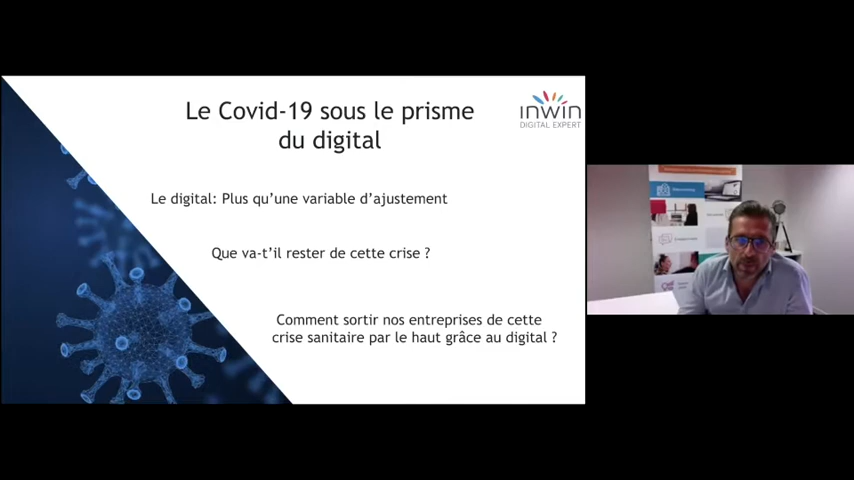 Le Covid-19 sous le prisme
du digital
inwin
DIGITAL EXPERT
Le digital: Plus qu'une variable d'ajustement
Que va-t'il rester de cette crise ?
Comment sortir nos entreprises de cette
crise sanitaire par le haut grâce au digital ?